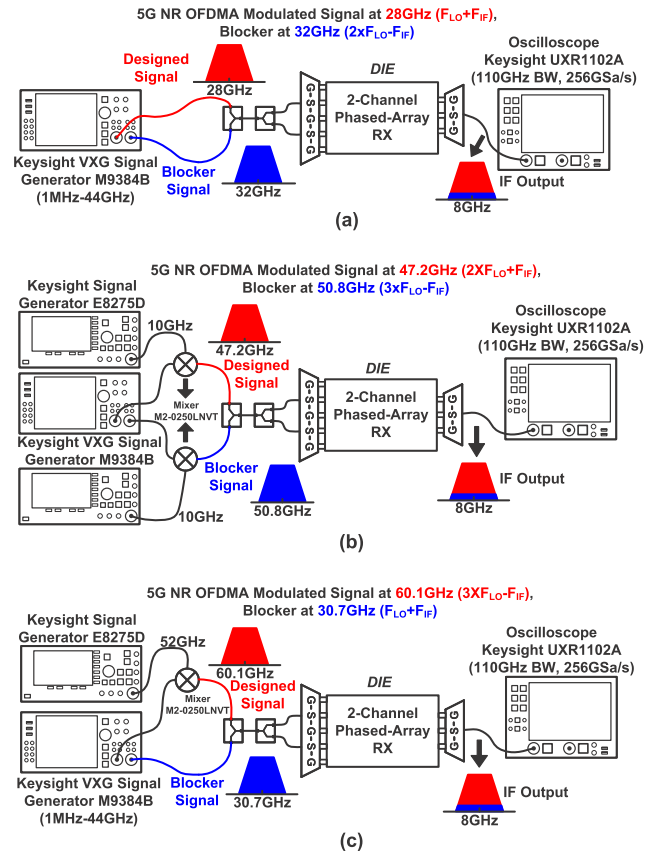 5G NR OFDMA Modulated Signal at 28GHz (FLO+FIF),
Blocker at 32GHz (2xFLO-FIF)
Designed
Signal
28GHz
DIE
Oscilloscope
Keysight UXR1102A
(110GHz BW, 256GSa/s)
G-S-G-S-G
2-Channel
Phased-Array
RX
G-S-G
Keysight VXG Signal
Generator M9384B
(1MHz-44GHz)
Blocker
Signal
32GHz
IF Output
8GHz
(a)
5G NR OFDMA Modulated Signal at 47.2GHz (2XFLO+FIF),
Blocker at 50.8GHz (3xFLO-FIF)
Keysight Signal
Generator E8275D
10GHz
47.2GHz
Designed
Signal
Mixer
M2-0250LNVT
DIE
Oscilloscope
Keysight UXR1102A
(110GHz BW, 256GSa/s)
G-S-G-S-G
2-Channel
Phased-Array
RX
G-S-G
Keysight VXG Signal
Generator M9384B
Blocker
Signal
10GHz
50.8GHz
IF Output
8GHz
(b)
5G NR OFDMA Modulated Signal at 60.1GHz (3XFLO-FIF),
Blocker at 30.7GHz (FLO+FIF)
Keysight Signal
Generator E8275D
52GHz
60.1GHz
Mixer
M2-0250LNVT
Designed
Signal
DIE
Oscilloscope
Keysight UXR1102A
(110GHz BW, 256GSa/s)
G-S-G-S-G
2-Channel
Phased-Array
RX
G-S-G
Keysight VXG Signal
Generator M9384B
(1MHz-44GHz)
Blocker
Signal
30.7GHz
IF Output
8GHz
(c)